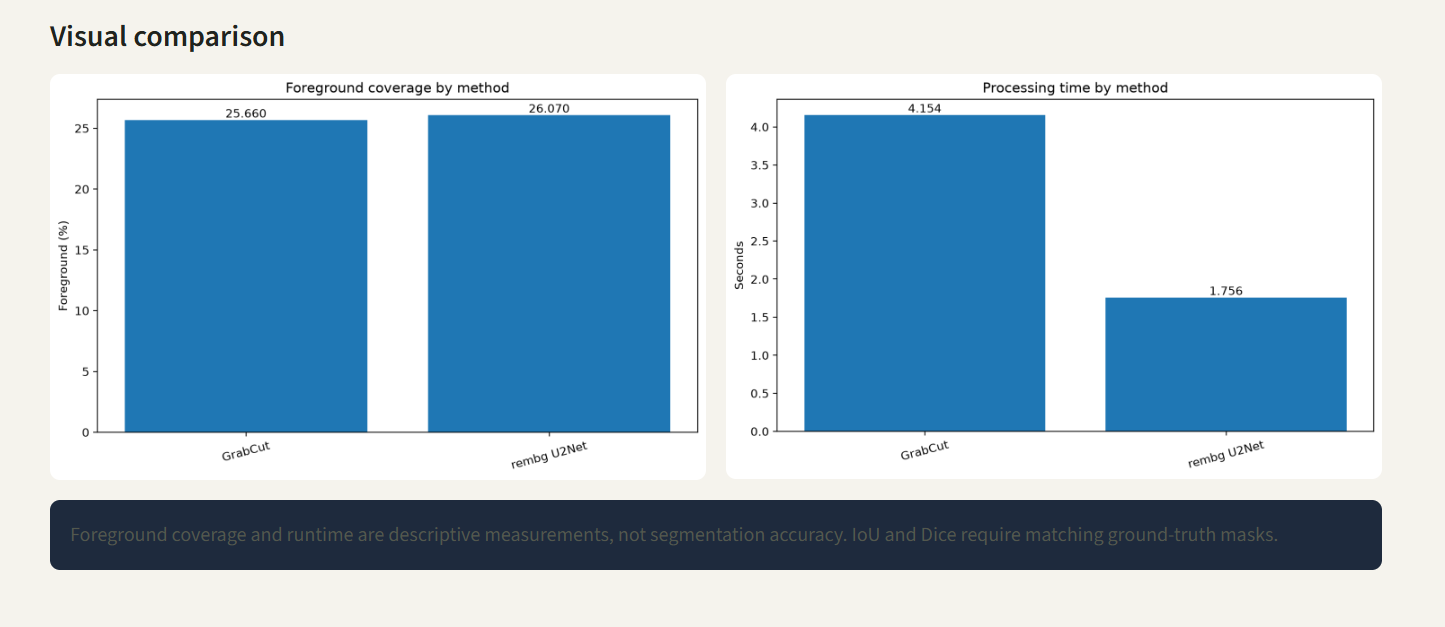 Visual comparison
Foreground coverage by method
25.660
26.070
25
20
15
10
5
0
Foreground (%)
GrabCut
rembg U2Net
Processing time by method
4.154
1.756
4.0
3.5
3.0
2.5
2.0
1.5
1.0
0.5
0.0
Seconds
GrabCut
rembg U2Net
Foreground coverage and runtime are descriptive measurements, not segmentation accuracy. IoU and Dice require matching ground-truth masks.